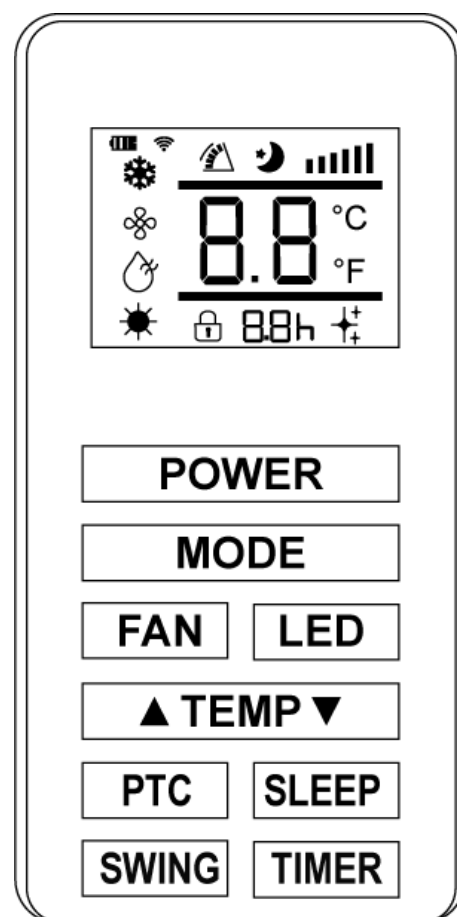 8.8 °C
°F
8.8h
POWER
MODE
FAN LED
▲ TEMP ▼
PTC SLEEP
SWING TIMER